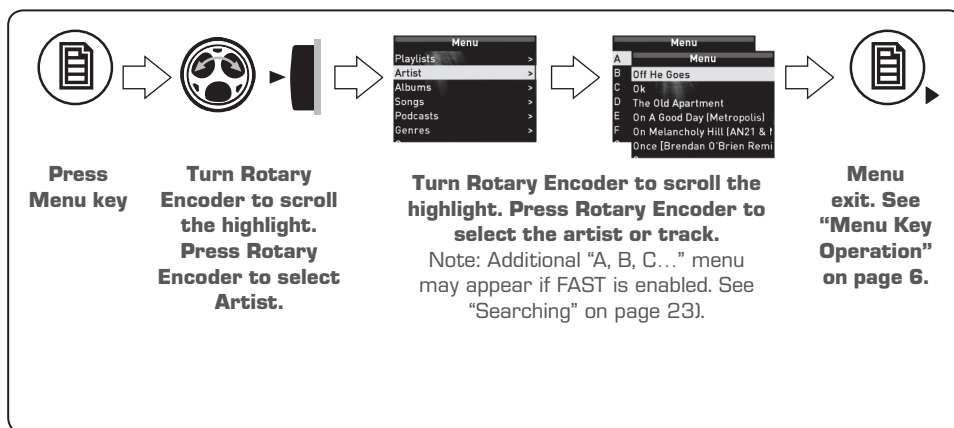 Menu
Playlists >
Artist >
Albums >
Songs >
Podcasts >
Genres >
Menu
A
B
C
D
E
F
Menu
Off He Goes
Ok
The Old Apartment
On A Good Day (Metropolis)
On Melancholy Hill (AN21 &
Once [Brendan O'Brien Remi
Press
Menu key
Turn Rotary
Encoder to scroll
the highlight.
Press Rotary
Encoder to select
Artist.
Turn Rotary Encoder to scroll the
highlight. Press Rotary Encoder to
select the artist or track.
Note: Additional “A, B, C…” menu
may appear if FAST is enabled. See
“Searching” on page 23).
Menu
exit. See
“Menu Key
Operation”
on page 6.